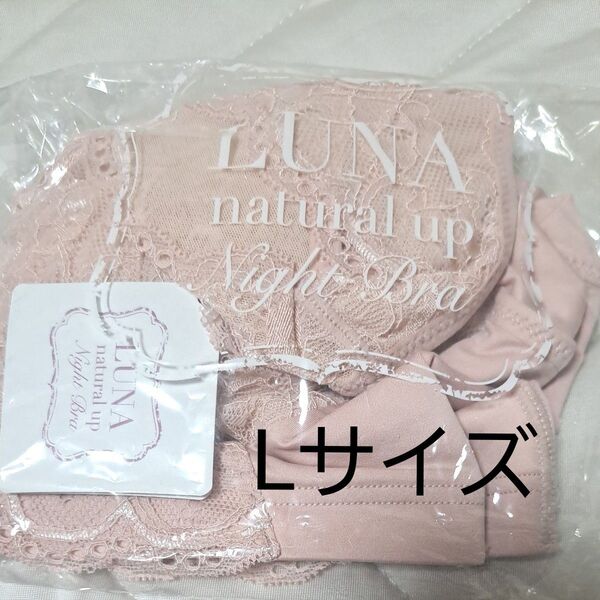 LUNA
natural up
Night Bra
LUNA
natural up
Night Bra
Lサイズ